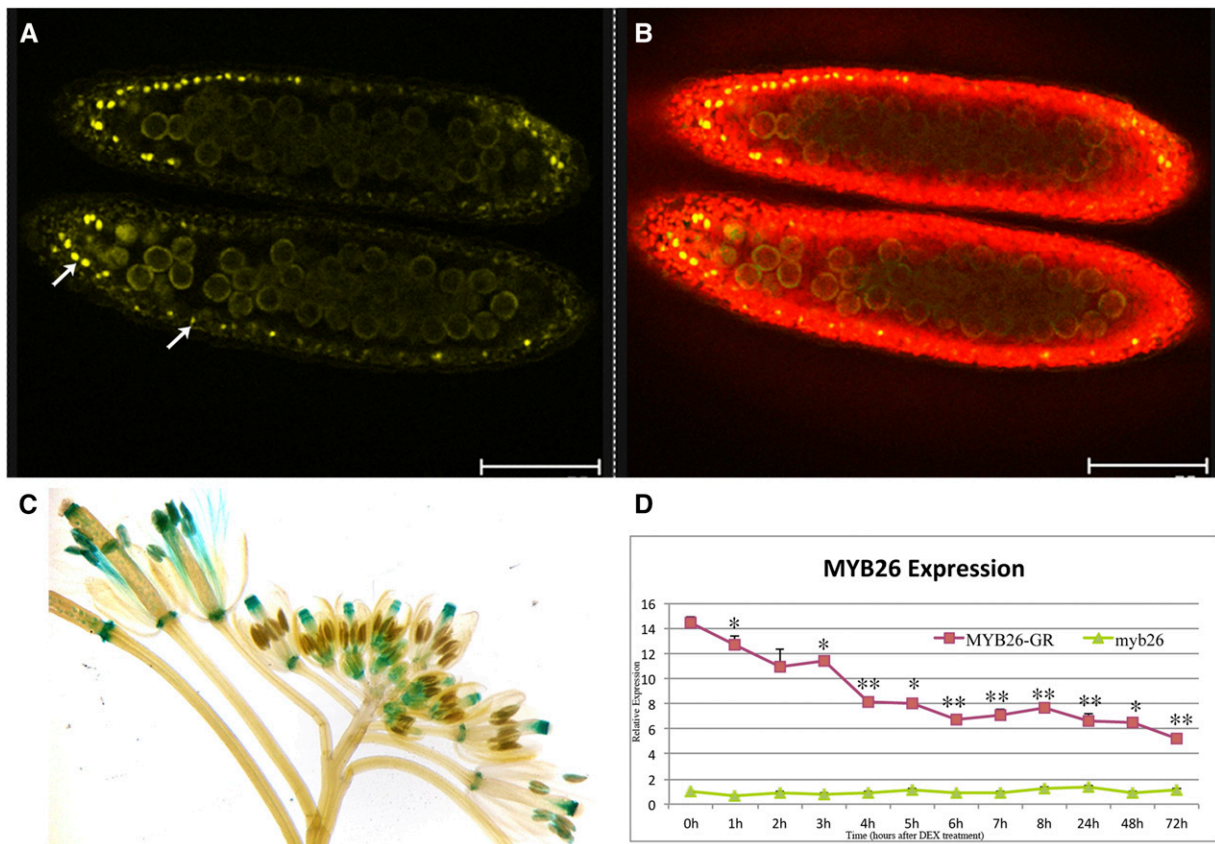 A
B
C
D
MYB26 Expression
16
14
12
10
8
6
4
2
0
Relative Expression
MYB26-GR
myb26
*
*
**
*
**
**
**
**
*
**
0h 1h 2h 3h 4h 5h 6h 7h 8h 24h 48h 72h
Time (hours after DEX treatment)